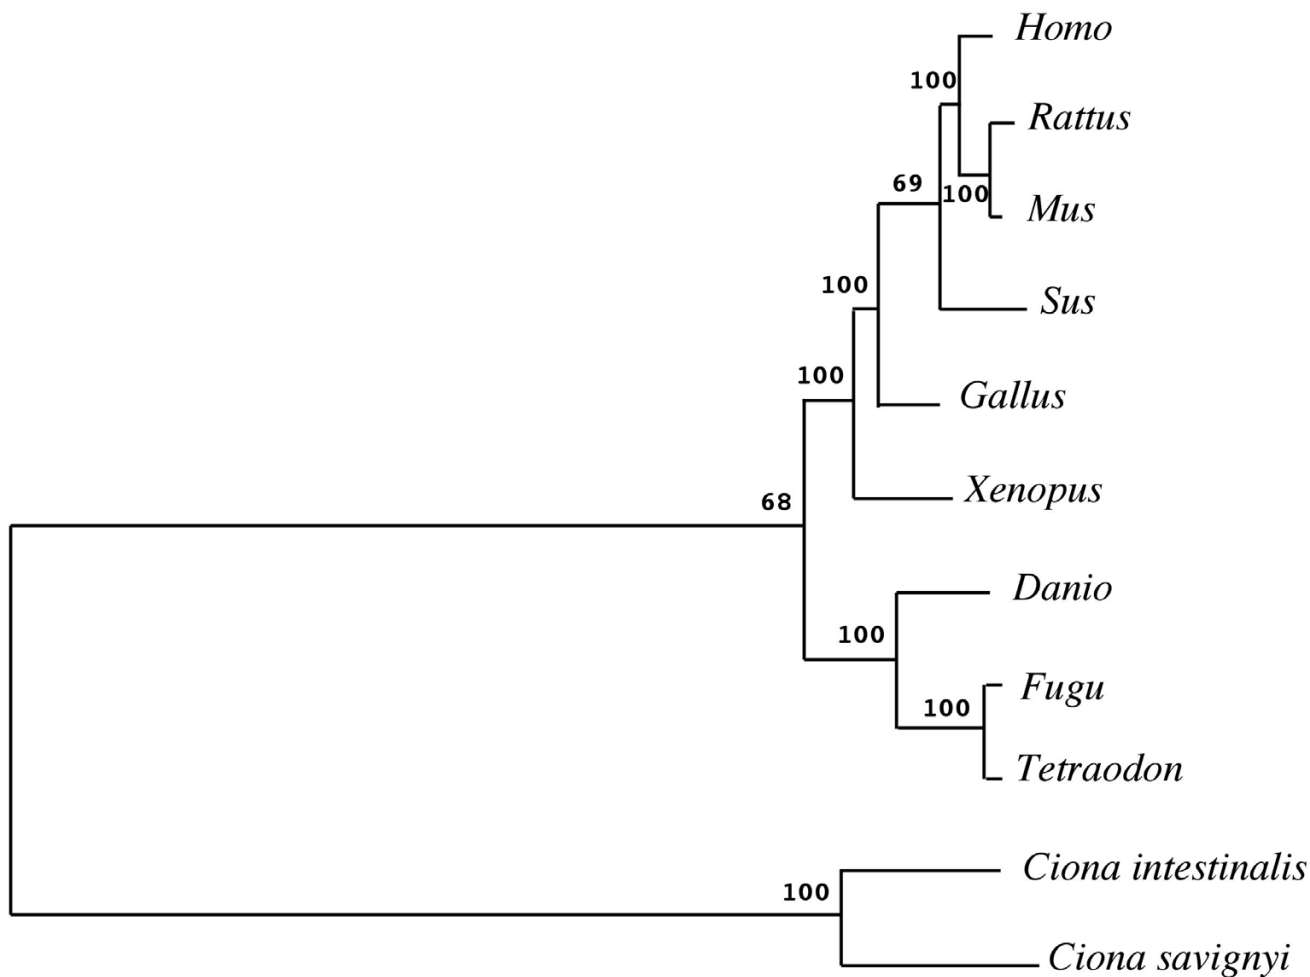 Homo
100
Rattus
69
100
Mus
100
Sus
100
Gallus
68
Xenopus
Danio
100
Fugu
100
Tetraodon
Ciona intestinalis
100
Ciona savignyi